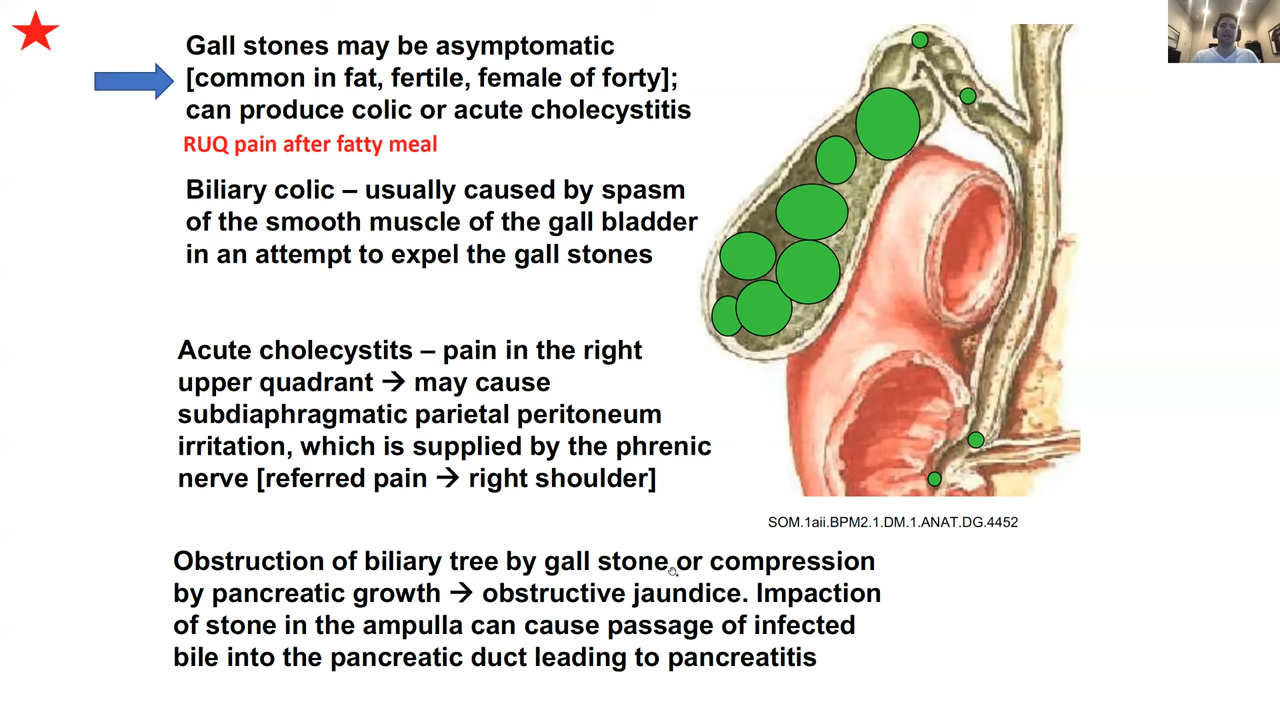 Gall stones may be asymptomatic
[common in fat, fertile, female of forty];
can produce colic or acute cholecystitis
RUQ pain after fatty meal
Biliary colic – usually caused by spasm
of the smooth muscle of the gall bladder
in an attempt to expel the gall stones
Acute cholecystits – pain in the right
upper quadrant → may cause
subdiaphragmatic parietal peritoneum
irritation, which is supplied by the phrenic
nerve [referred pain → right shoulder]
SOM.1aii.BPM2.1.DM.1.ANAT.DG.4452
Obstruction of biliary tree by gall stone or compression
by pancreatic growth → obstructive jaundice. Impaction
of stone in the ampulla can cause passage of infected
bile into the pancreatic duct leading to pancreatitis